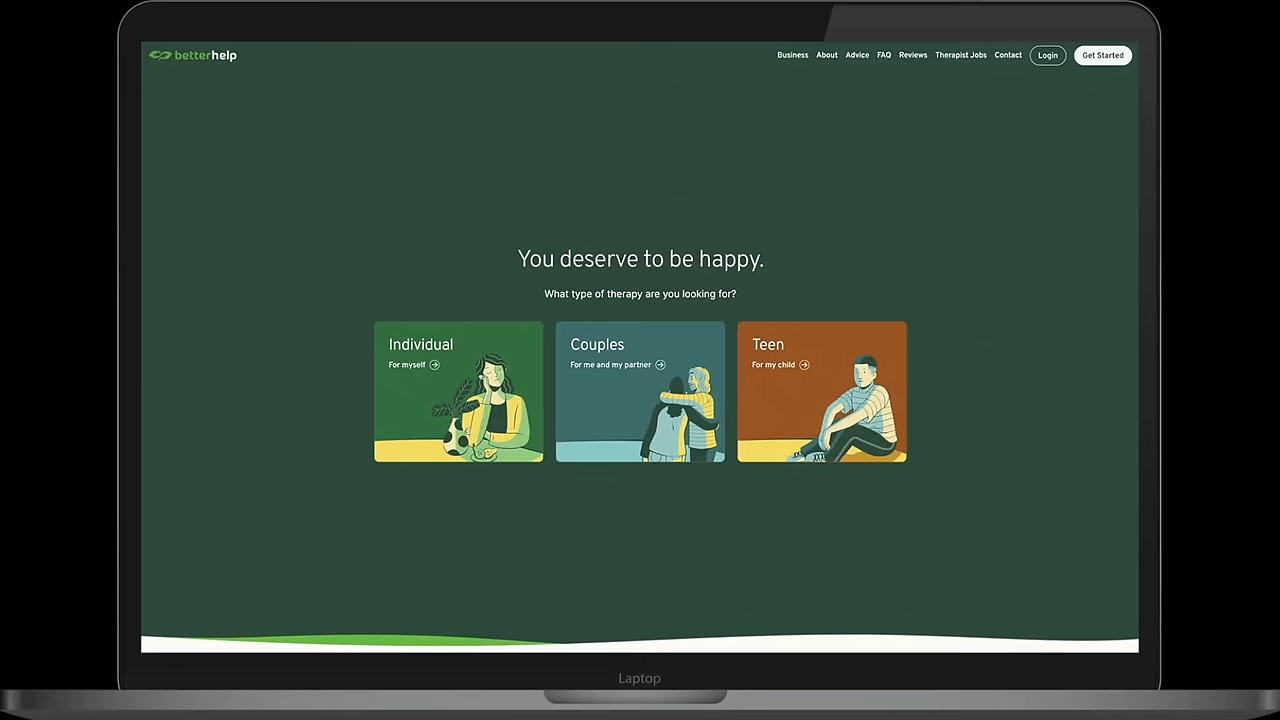 betterhelp
Business About Advice FAQ Reviews Therapist Jobs Contact Login Get Started
You deserve to be happy.
What type of therapy are you looking for?
Individual
For myself
Couples
For me and my partner
Teen
For my child
Laptop